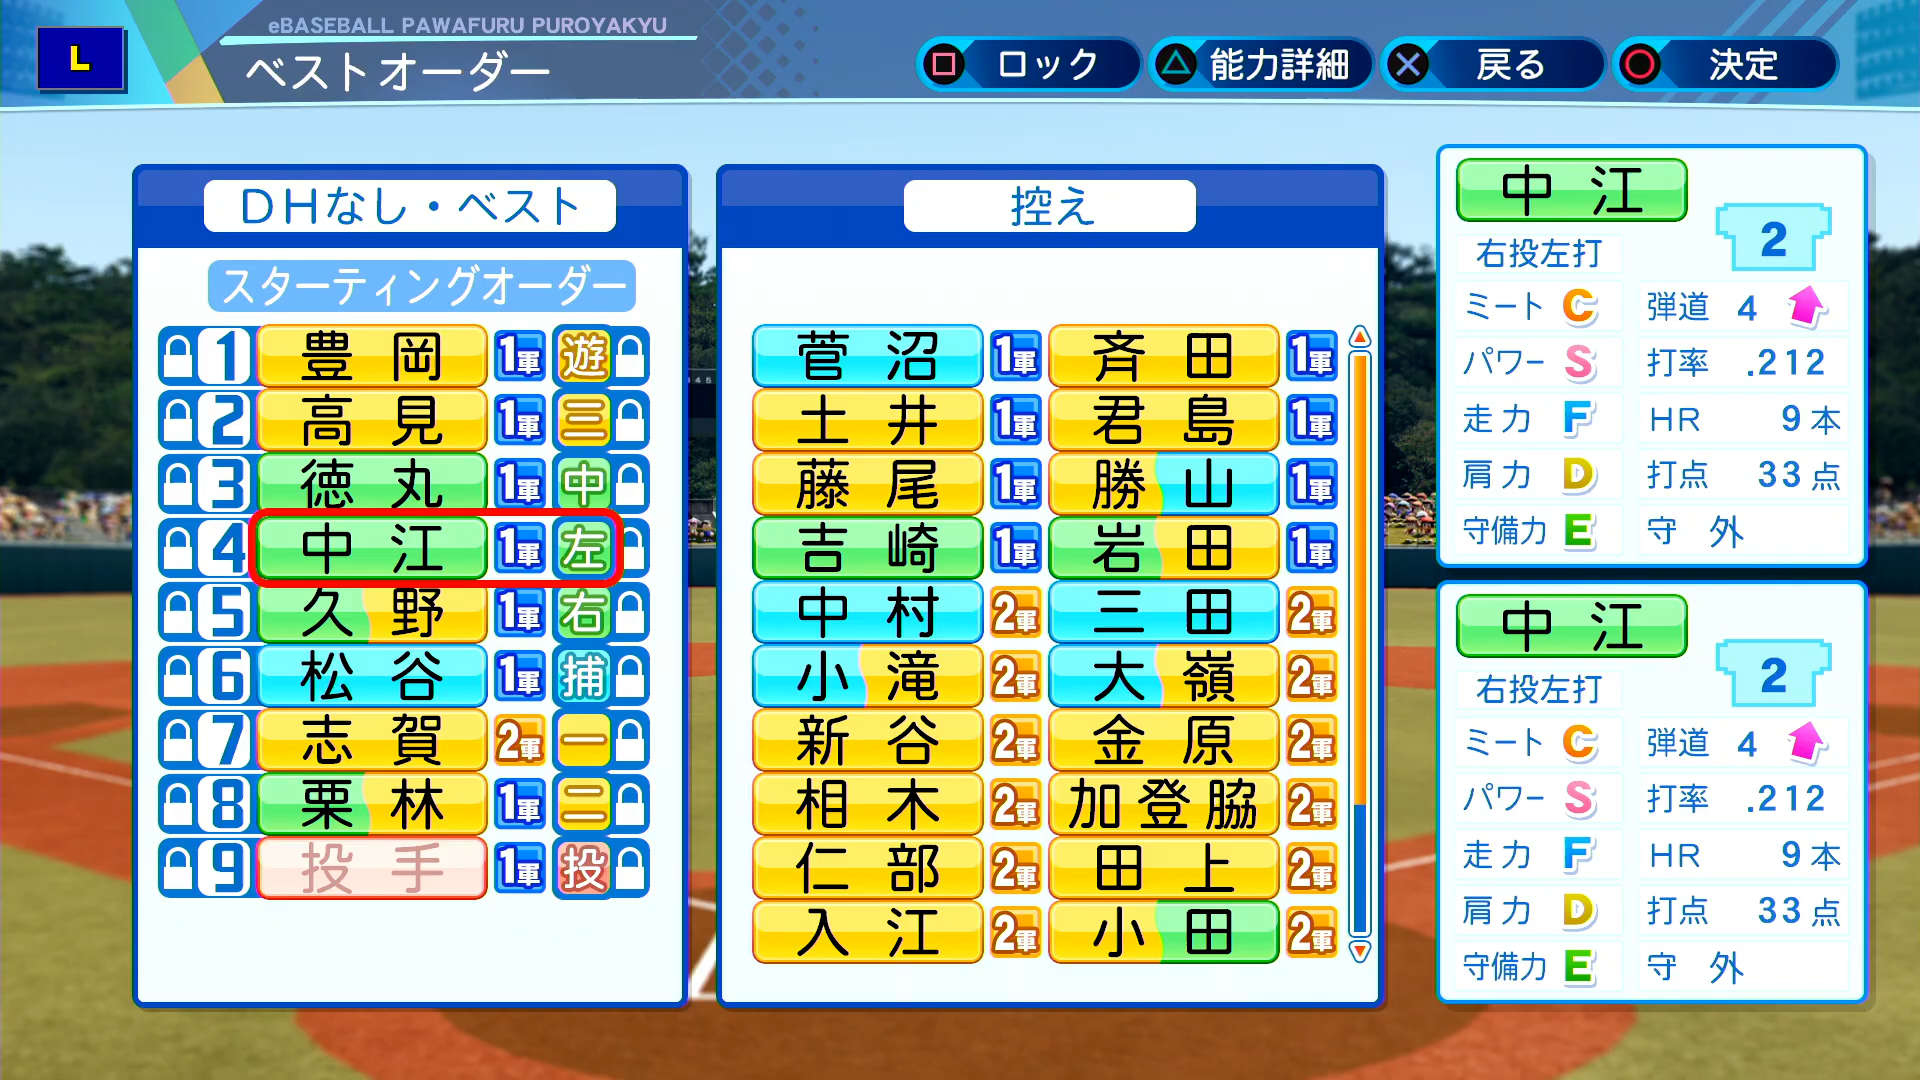 L
eBASEBALL PAWAFURU PUROYAKYU
ベストオーダー
ロック 能力詳細 戻る 決定
DHなし・ベスト
スターティングオーダー
1 豊岡 1軍 遊
2 高見 1軍 三
3 徳丸 1軍 中
4 中江 1軍 左
5 久野 1軍 右
6 松谷 1軍 捕
7 志賀 2軍 一
8 栗林 1軍 二
9 投手 1軍 投
控え
菅沼 1軍 斉田 1軍
土井 1軍 君島 1軍
藤尾 1軍 勝山 1軍
吉崎 1軍 岩田 1軍
中村 2軍 三田 2軍
小滝 2軍 大嶺 2軍
新谷 2軍 金原 2軍
相木 2軍 加登脇 2軍
仁部 2軍 田上 2軍
入江 2軍 小田 2軍
中江
2
右投左打
ミート C 弾道 4
パワー S 打率 .212
走力 F HR 9本
肩力 D 打点 33点
守備力 E 守 外
中江
2
右投左打
ミート C 弾道 4
パワー S 打率 .212
走力 F HR 9本
肩力 D 打点 33点
守備力 E 守 外